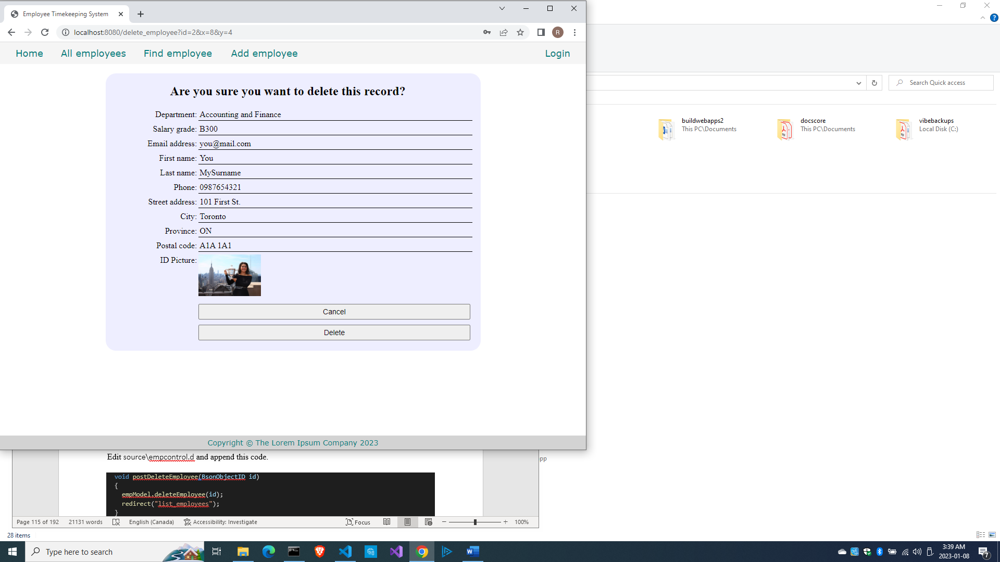 Employee Timekeeping System
localhost:8080/delete_employee?id=2&x=8&y=4
R
Home All employees Find employee Add employee Login
Are you sure you want to delete this record?
Department: Accounting and Finance
Salary grade: B300
Email address: you@mail.com
First name: You
Last name: MySurname
Phone: 0987654321
Street address: 101 First St.
City: Toronto
Province: ON
Postal code: A1A 1A1
ID Picture:
Cancel
Delete
Copyright © The Lorem Ipsum Company 2023
Search Quick access
buildwebapps2
This PC\Documents
docscore
This PC\Documents
vibebackups
Local Disk (C:)
Edit source\empcontrol.d and append this code.
void postDeleteEmployee(BsonObjectID id)
{
empModel.deleteEmployee(id);
redirect("list_employees");
}
Page 115 of 192 21131 words English (Canada) Accessibility: Investigate Focus 100%
28 items
Type here to search
3:39 AM
2023-01-08
7